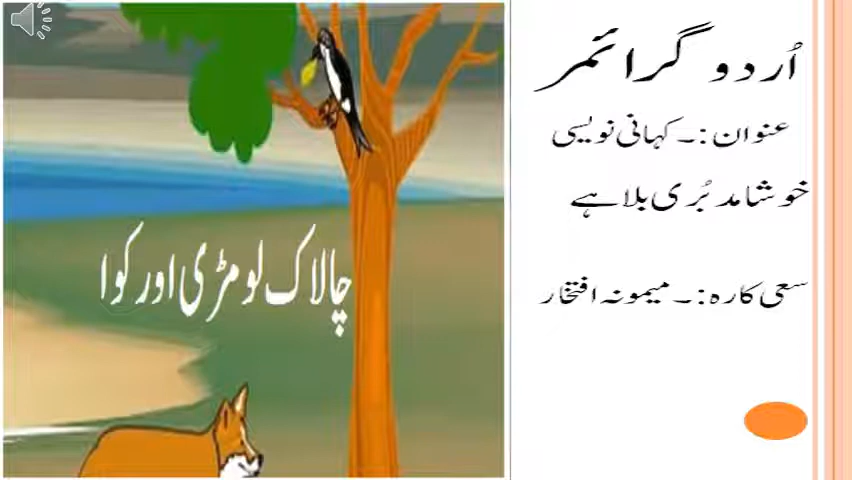 اُردو گرائمر
عنوان :۔ کہانی نویسی
خوشامد بُری بلا ہے
سعی کارہ :۔ میمونہ افتخار
چالاک لومڑی اور کوا